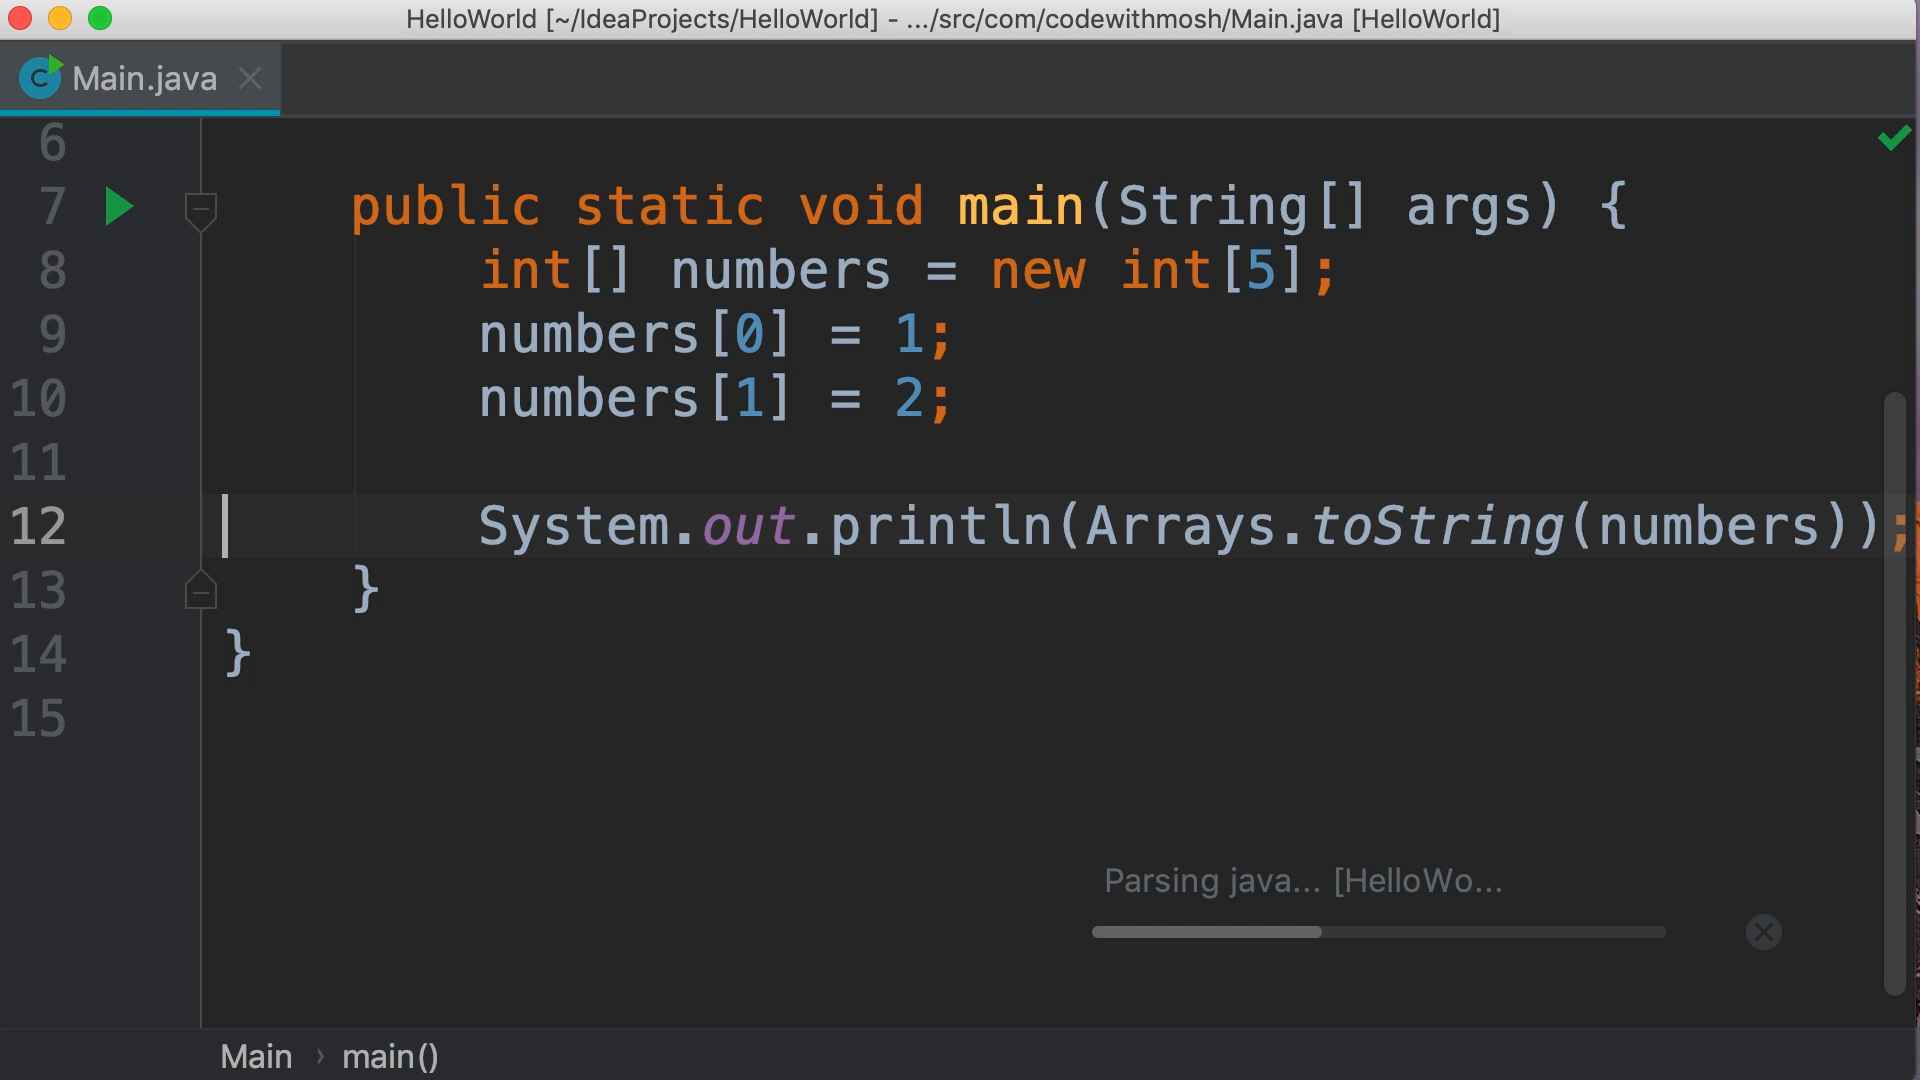 HelloWorld [~/IdeaProjects/HelloWorld] - .../src/com/codewithmosh/Main.java [HelloWorld]
C Main.java
6
7 public static void main(String[] args) {
8 int[] numbers = new int[5];
9 numbers[0] = 1;
10 numbers[1] = 2;
11
12 System.out.println(Arrays.toString(numbers));
13 }
14 }
15
Parsing java... [HelloWo...
Main › main()